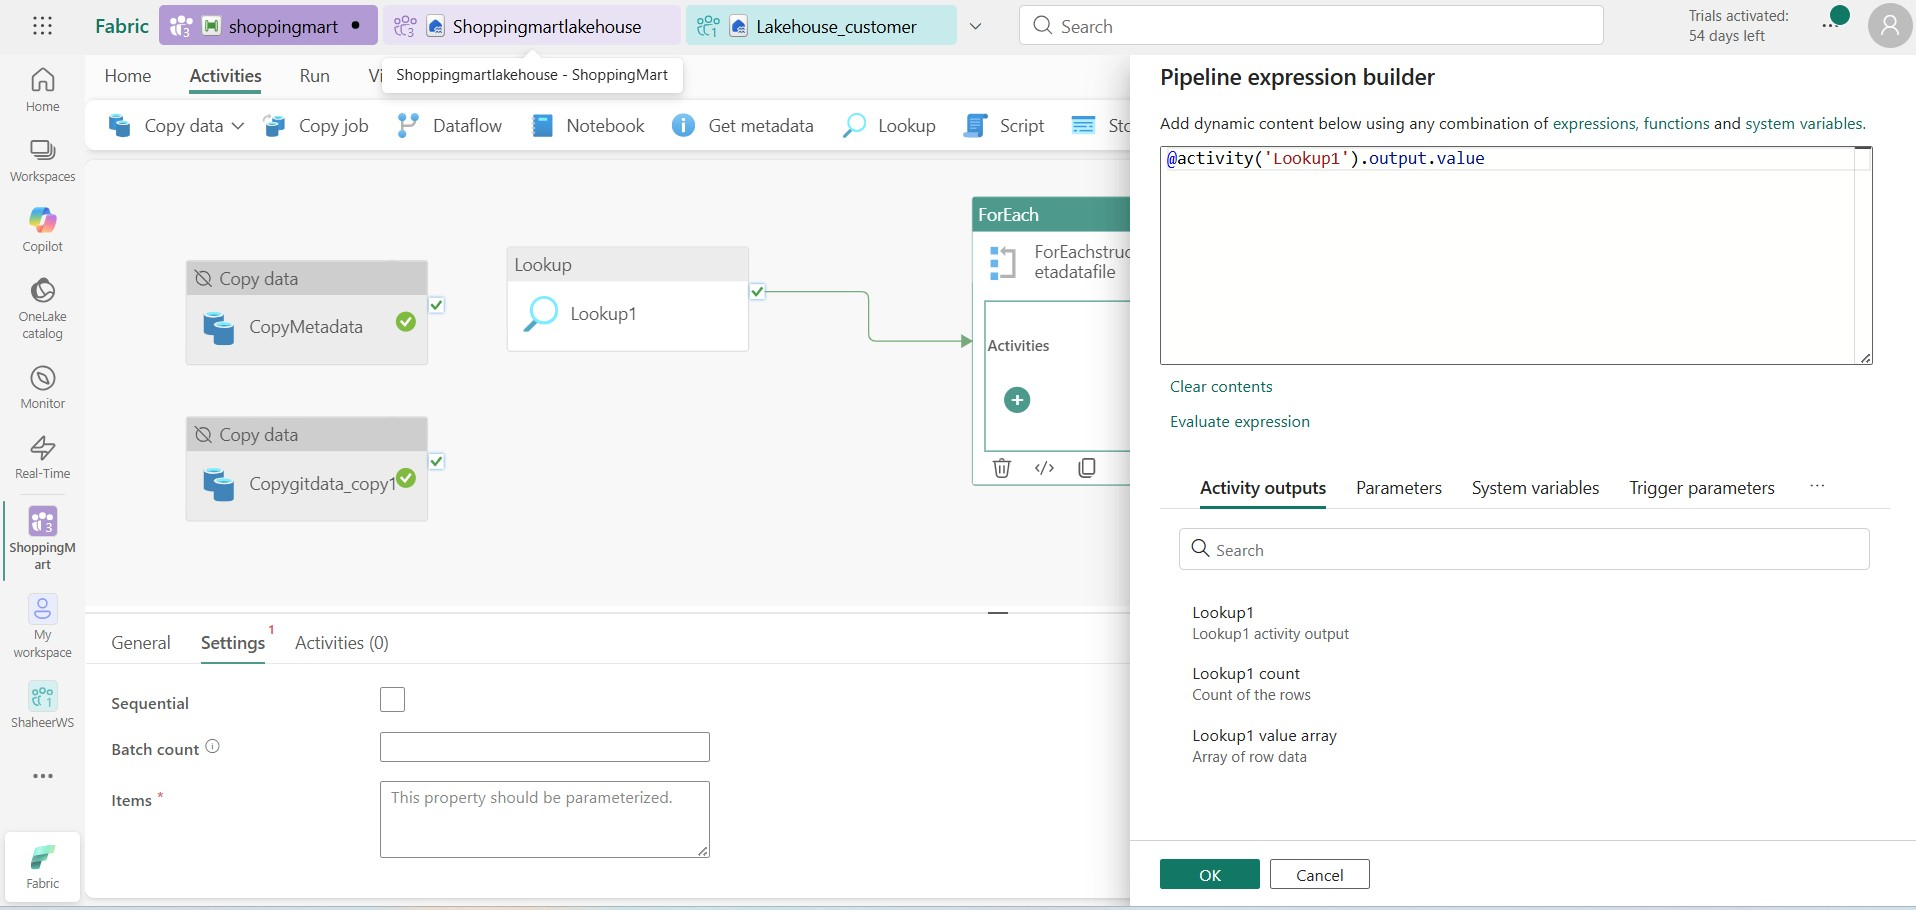 Fabric
3 shoppingmart
3 Shoppingmartlakehouse
1 Lakehouse_customer
Search
Trials activated:
54 days left
Home
Activities
Run
Vi
Shoppingmartlakehouse - ShoppingMart
Copy data
Copy job
Dataflow
Notebook
Get metadata
Lookup
Script
Sto
Home
Workspaces
Copilot
OneLake
catalog
Monitor
Real-Time
3
ShoppingM
art
My
workspace
1
ShaheerWS
Fabric
Copy data
CopyMetadata
Copy data
Copygitdata_copy1
Lookup
Lookup1
ForEach
ForEachstruc
etadatafile
Activities
General
Settings 1
Activities (0)
Sequential
Batch count
Items *
This property should be parameterized.
Pipeline expression builder
Add dynamic content below using any combination of expressions, functions and system variables.
@activity('Lookup1').output.value
Clear contents
Evaluate expression
Activity outputs
Parameters
System variables
Trigger parameters
Search
Lookup1
Lookup1 activity output
Lookup1 count
Count of the rows
Lookup1 value array
Array of row data
OK
Cancel